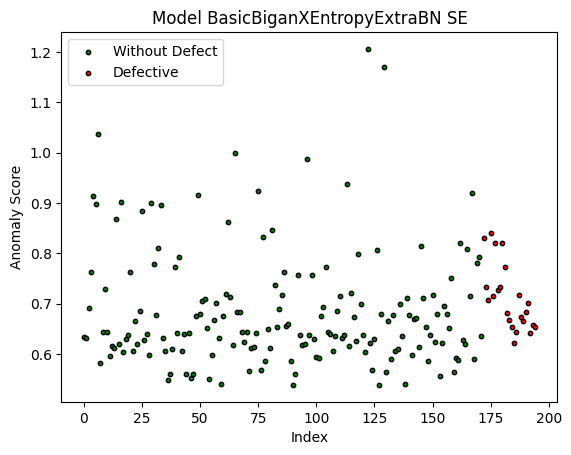 Model BasicBiganXEntropyExtraBN SE
Without Defect
Defective
Anomaly Score
1.2
1.1
1.0
0.9
0.8
0.7
0.6
0 25 50 75 100 125 150 175 200
Index